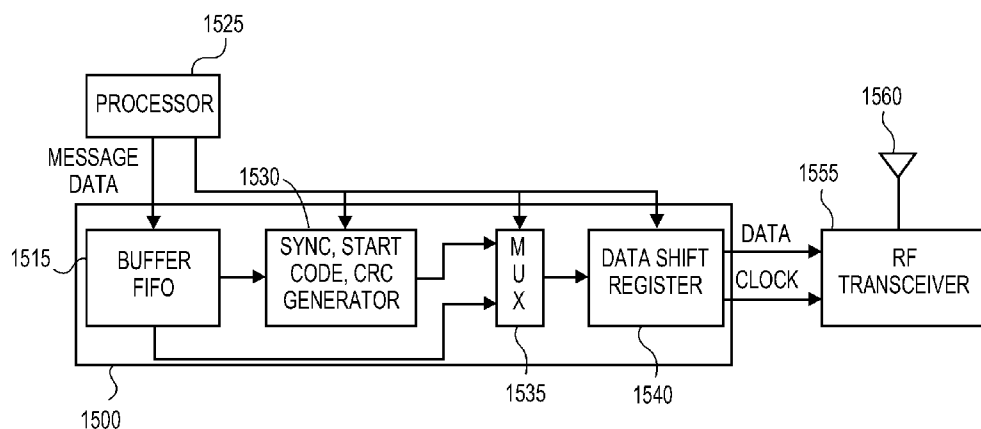 1525
PROCESSOR
MESSAGE
DATA
1530
1560
1555
1515
BUFFER
FIFO
SYNC, START
CODE, CRC
GENERATOR
M
U
X
DATA SHIFT
REGISTER
DATA
CLOCK
RF
TRANSCEIVER
1500
1535
1540